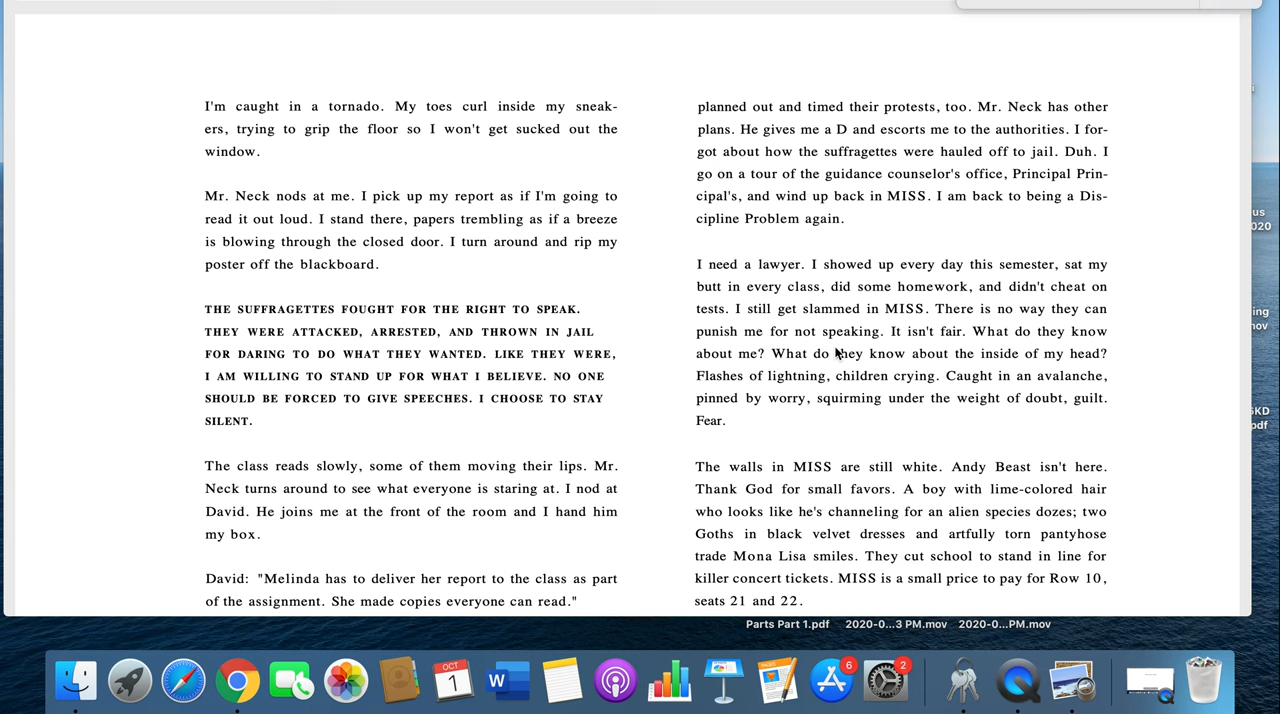 I'm caught in a tornado. My toes curl inside my sneak-
ers, trying to grip the floor so I won't get sucked out the
window.
Mr. Neck nods at me. I pick up my report as if I'm going to
read it out loud. I stand there, papers trembling as if a breeze
is blowing through the closed door. I turn around and rip my
poster off the blackboard.
THE SUFFRAGETTES FOUGHT FOR THE RIGHT TO SPEAK.
THEY WERE ATTACKED, ARRESTED, AND THROWN IN JAIL
FOR DARING TO DO WHAT THEY WANTED. LIKE THEY WERE,
I AM WILLING TO STAND UP FOR WHAT I BELIEVE. NO ONE
SHOULD BE FORCED TO GIVE SPEECHES. I CHOOSE TO STAY
SILENT.
The class reads slowly, some of them moving their lips. Mr.
Neck turns around to see what everyone is staring at. I nod at
David. He joins me at the front of the room and I hand him
my box.
David: "Melinda has to deliver her report to the class as part
of the assignment. She made copies everyone can read."
planned out and timed their protests, too. Mr. Neck has other
plans. He gives me a D and escorts me to the authorities. I for-
got about how the suffragettes were hauled off to jail. Duh. I
go on a tour of the guidance counselor's office, Principal Prin-
cipal's, and wind up back in MISS. I am back to being a Dis-
cipline Problem again.
I need a lawyer. I showed up every day this semester, sat my
butt in every class, did some homework, and didn't cheat on
tests. I still get slammed in MISS. There is no way they can
punish me for not speaking. It isn't fair. What do they know
about me? What do they know about the inside of my head?
Flashes of lightning, children crying. Caught in an avalanche,
pinned by worry, squirming under the weight of doubt, guilt.
Fear.
The walls in MISS are still white. Andy Beast isn't here.
Thank God for small favors. A boy with lime-colored hair
who looks like he's channeling for an alien species dozes; two
Goths in black velvet dresses and artfully torn pantyhose
trade Mona Lisa smiles. They cut school to stand in line for
killer concert tickets. MISS is a small price to pay for Row 10,
seats 21 and 22.
us
020
ing
mov
pdf
Parts Part 1.pdf 2020-0...3 PM.mov 2020-0...PM.mov
OCT
1
W
6
2